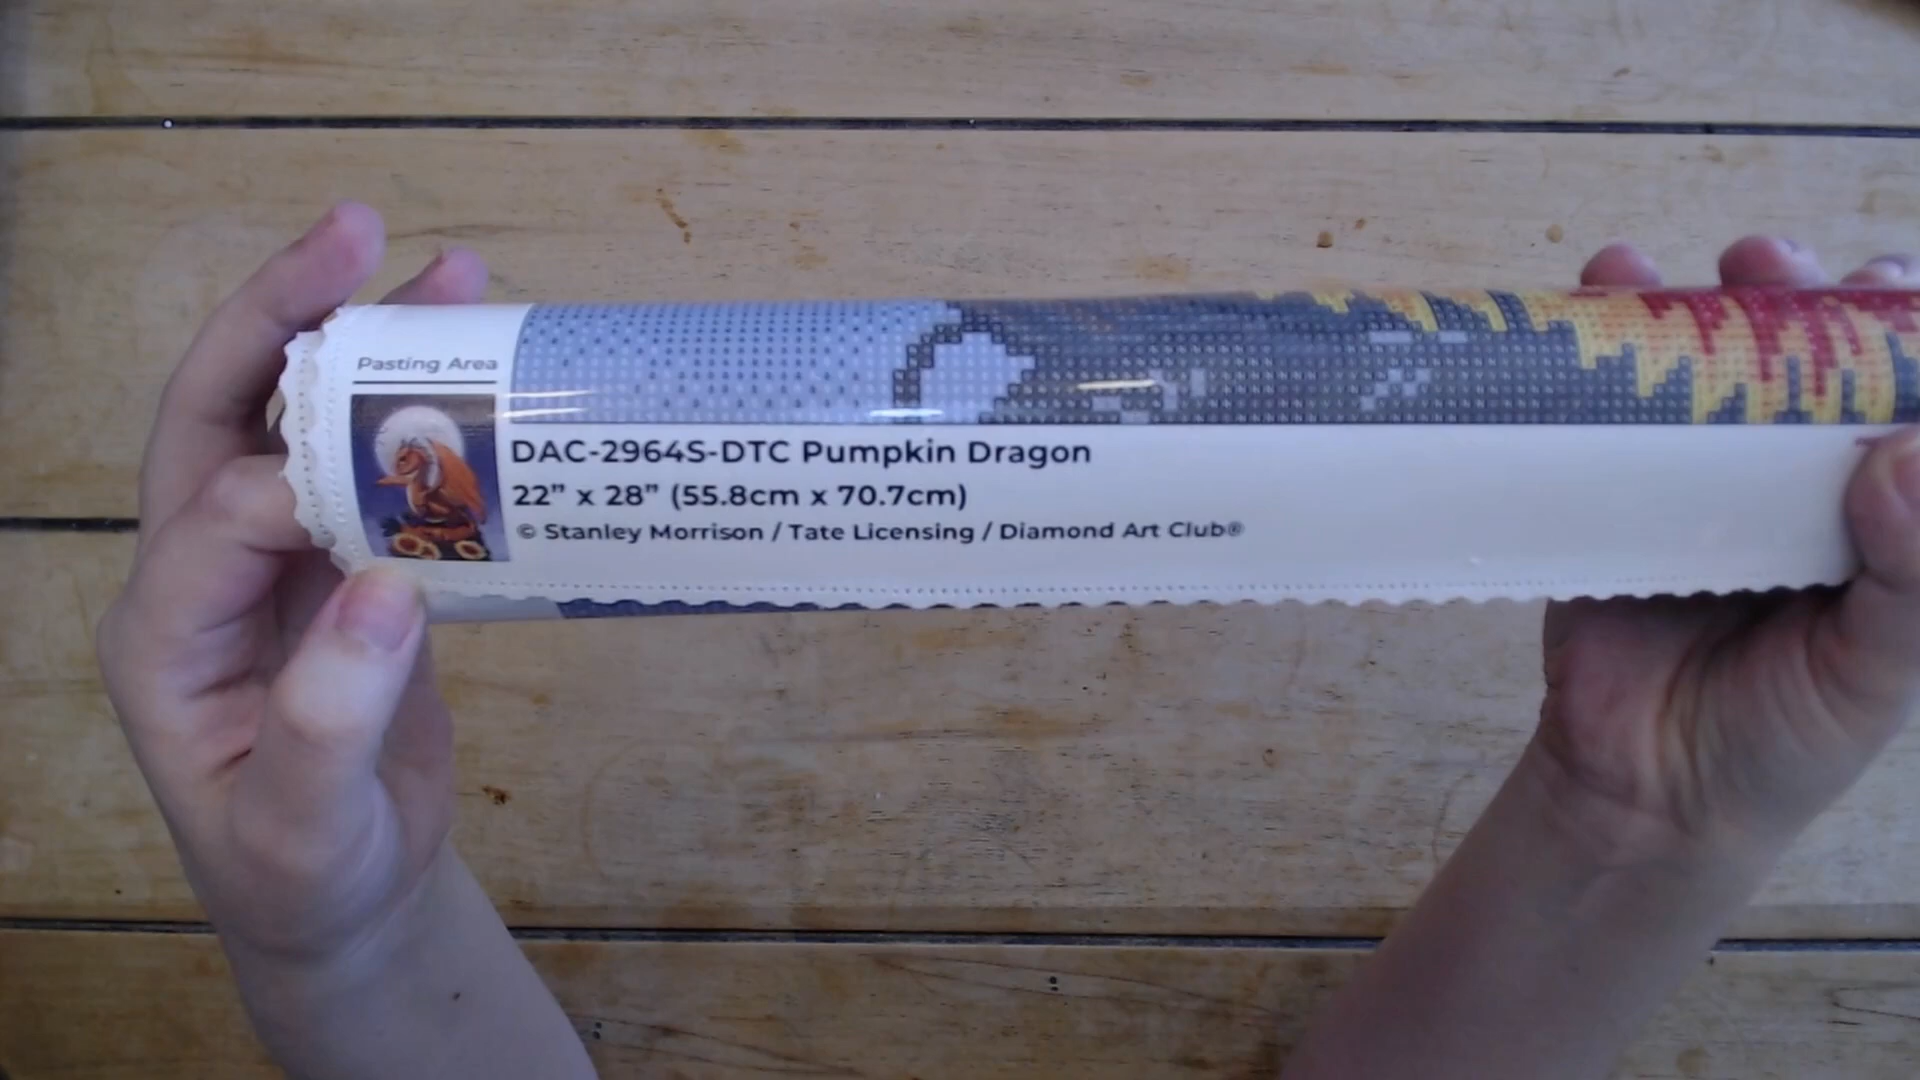 Pasting Area
DAC-2964S-DTC Pumpkin Dragon
22” x 28” (55.8cm x 70.7cm)
© Stanley Morrison / Tate Licensing / Diamond Art Club®